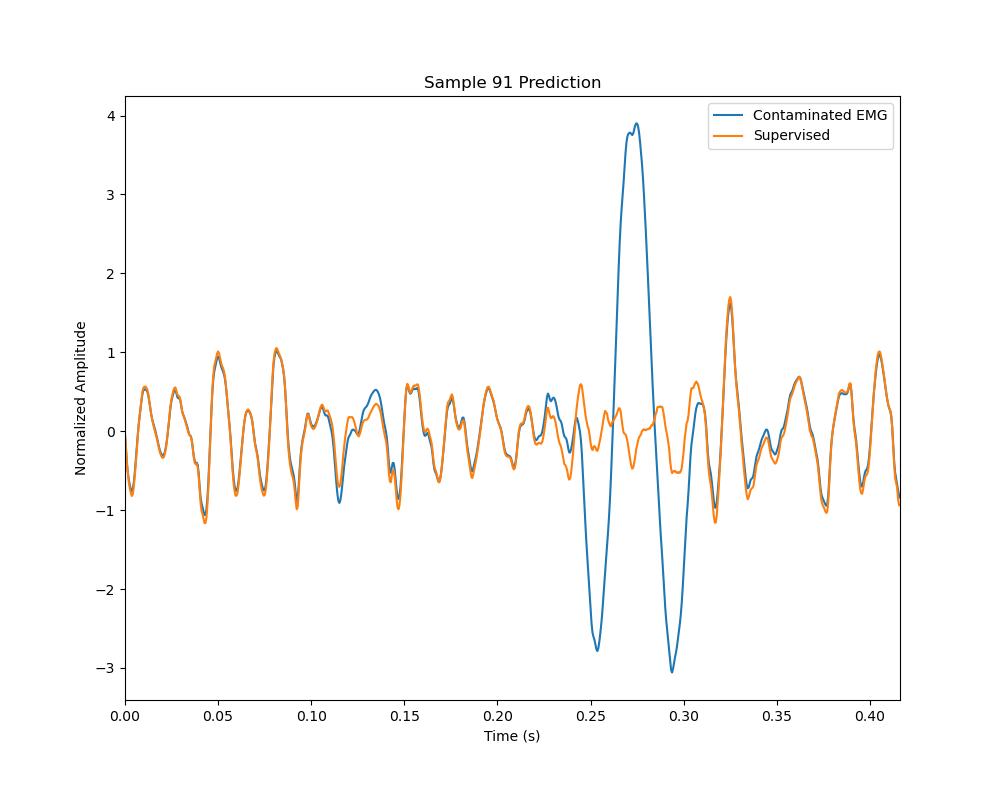 Sample 91 Prediction
Contaminated EMG
Supervised
Normalized Amplitude
4
3
2
1
0
−1
−2
−3
0.00 0.05 0.10 0.15 0.20 0.25 0.30 0.35 0.40
Time (s)